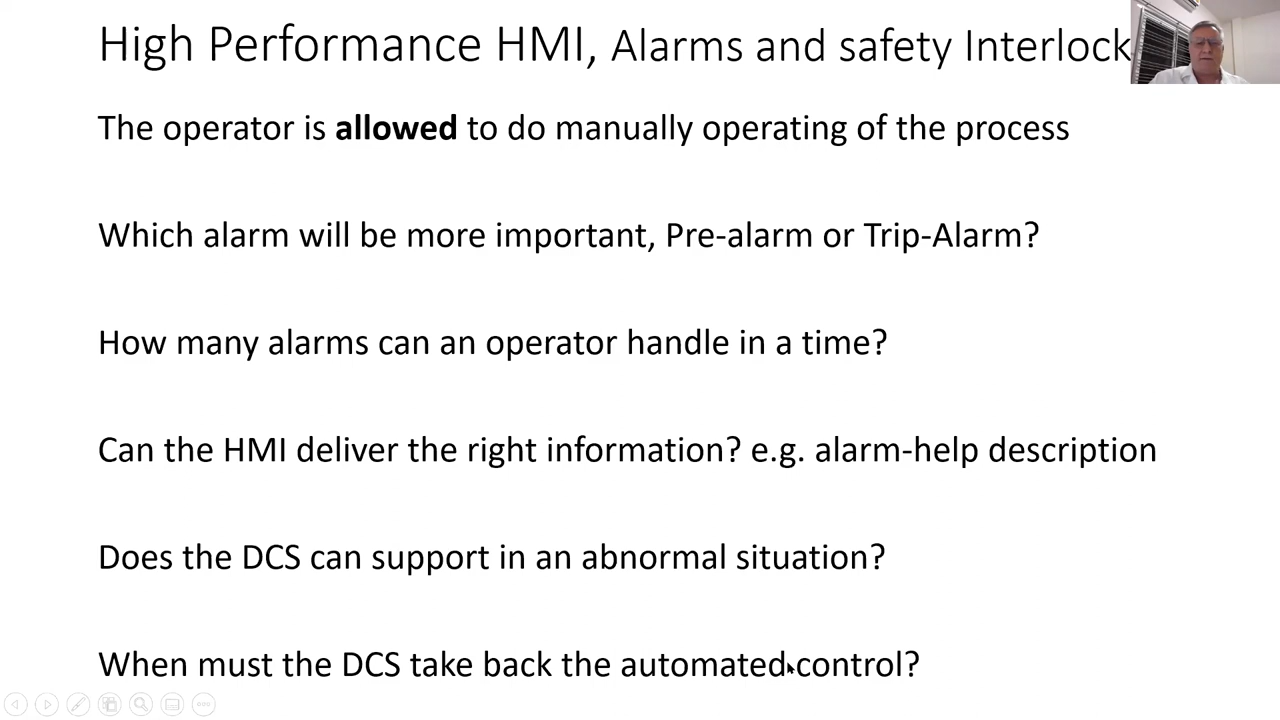 High Performance HMI, Alarms and safety Interlock
The operator is allowed to do manually operating of the process
Which alarm will be more important, Pre-alarm or Trip-Alarm?
How many alarms can an operator handle in a time?
Can the HMI deliver the right information? e.g. alarm-help description
Does the DCS can support in an abnormal situation?
When must the DCS take back the automated control?